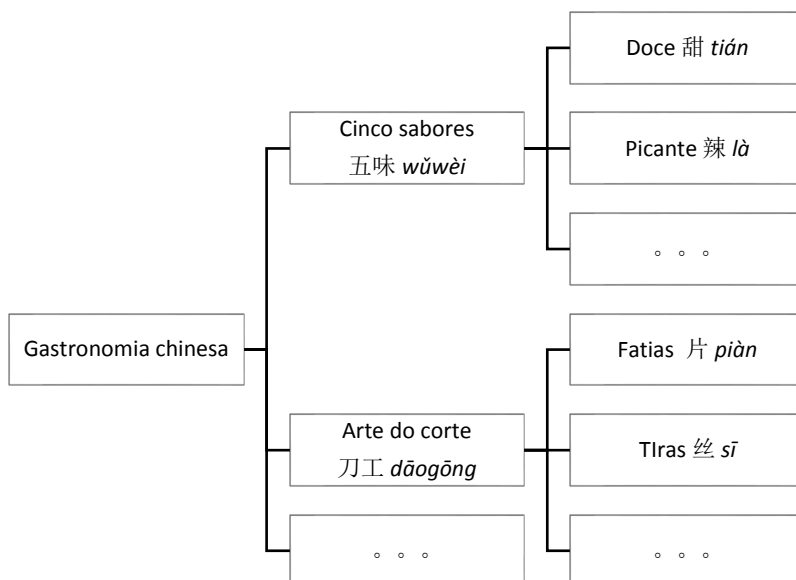 Gastronomia chinesa
Cinco sabores
五味 wǔwèi
Doce 甜 tián
Picante 辣 là
。。。
Arte do corte
刀工 dāogōng
Fatias 片 piàn
TIras 丝 sī
。。。
。。。